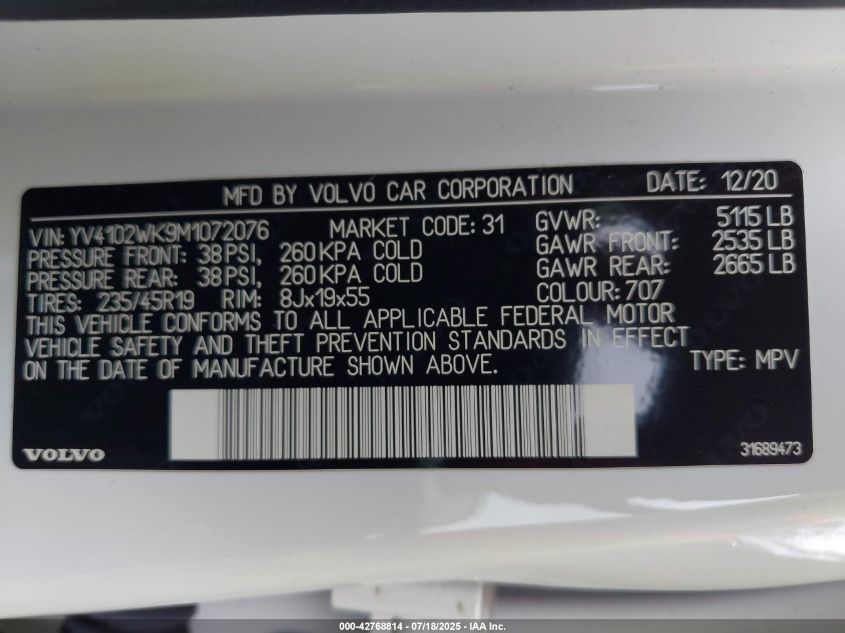 MFD BY VOLVO CAR CORPORATION DATE: 12/20
VIN: YV4102WK9M1072076 MARKET CODE: 31 GVWR: 5115 LB
PRESSURE FRONT: 38 PSI, 260 KPA COLD GAWR FRONT: 2535 LB
PRESSURE REAR: 38 PSI, 260 KPA COLD GAWR REAR: 2665 LB
TIRES: 235/45R19 RIM: 8Jx19x55 COLOUR: 707
THIS VEHICLE CONFORMS TO ALL APPLICABLE FEDERAL MOTOR
VEHICLE SAFETY AND THEFT PREVENTION STANDARDS IN EFFECT
ON THE DATE OF MANUFACTURE SHOWN ABOVE. TYPE: MPV
VOLVO 31689473
000-42768814 - 07/18/2025 - IAA Inc.